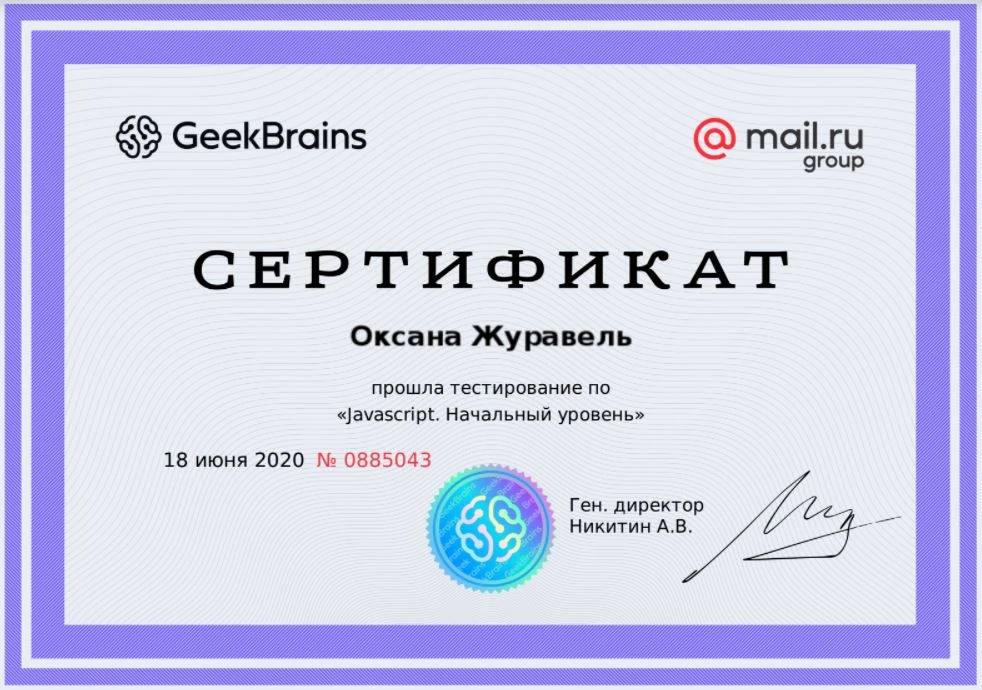 GeekBrains
@ mail.ru
group
СЕРТИФИКАТ
Оксана Журавель
прошла тестирование по
«Javascript. Начальный уровень»
18 июня 2020 № 0885043
Ген. директор
Никитин А.В.